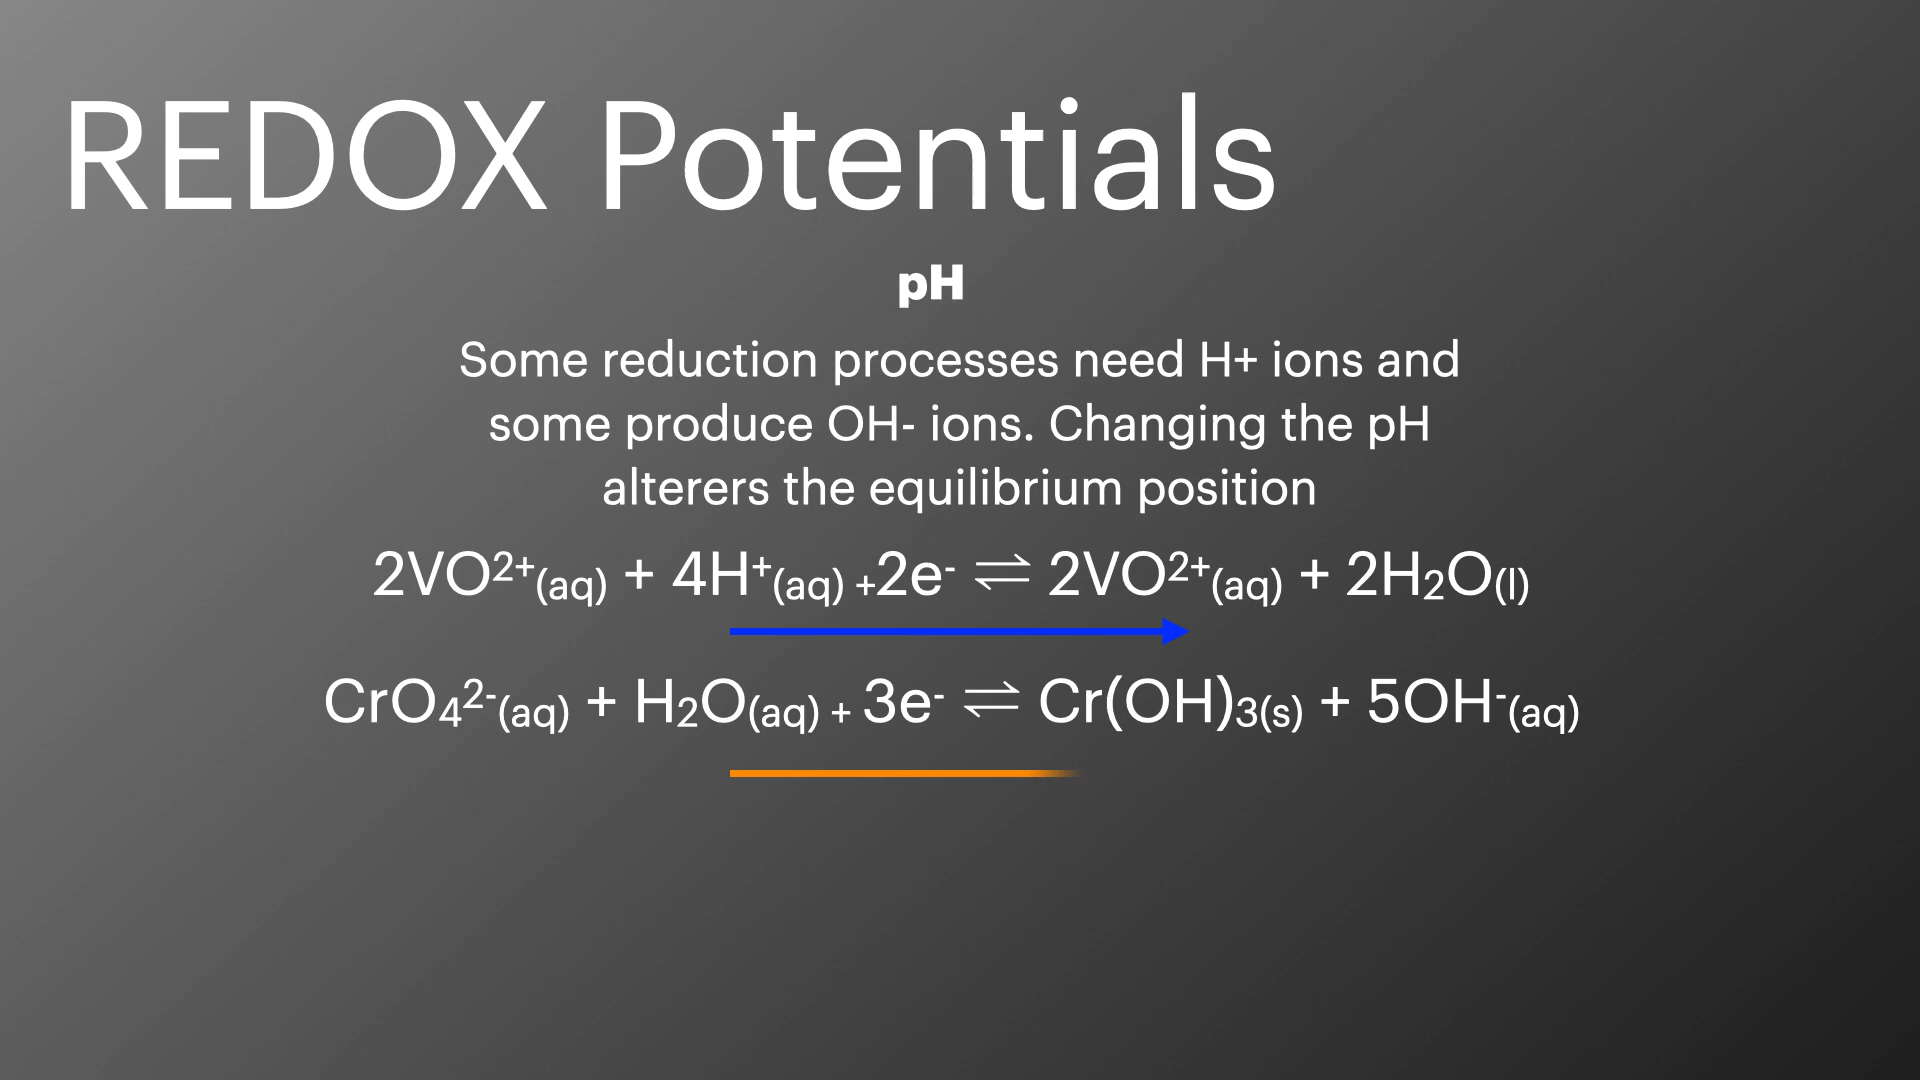 REDOX Potentials
pH
Some reduction processes need H+ ions and
some produce OH- ions. Changing the pH
alterers the equilibrium position
2VO²⁺(aq) + 4H⁺(aq) +2e⁻ ⇌ 2VO²⁺(aq) + 2H₂O(l)
CrO₄²⁻(aq) + H₂O(aq) + 3e⁻ ⇌ Cr(OH)₃(s) + 5OH⁻(aq)